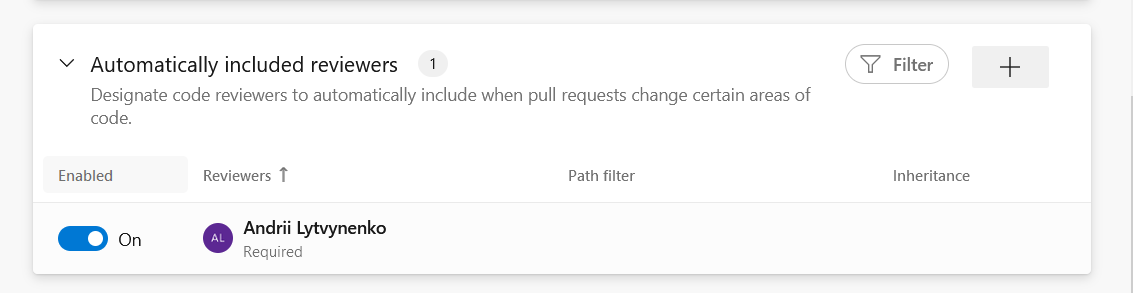 Automatically included reviewers 1
Filter
Designate code reviewers to automatically include when pull requests change certain areas of
code.
Enabled Reviewers ↑ Path filter Inheritance
On AL Andrii Lytvynenko
Required